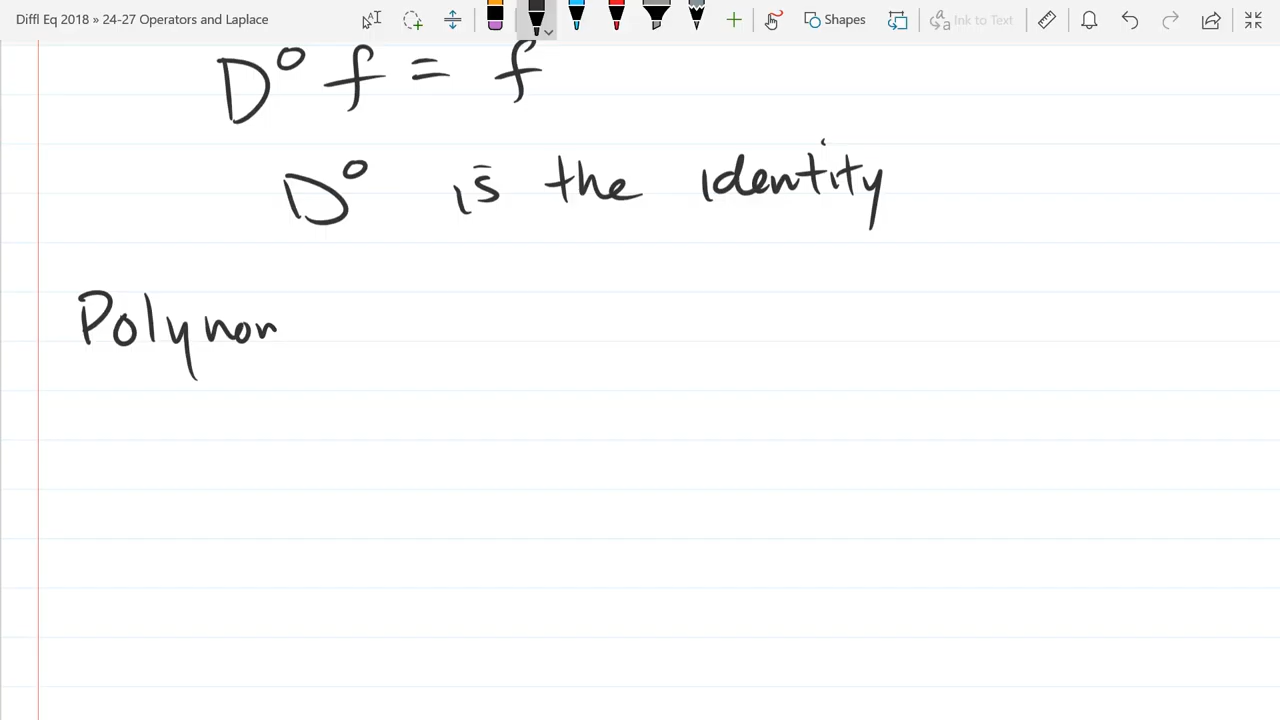 Diffl Eq 2018 » 24-27 Operators and Laplace
Shapes
Ink to Text
D⁰ f = f
D⁰ is the identity
Polynom